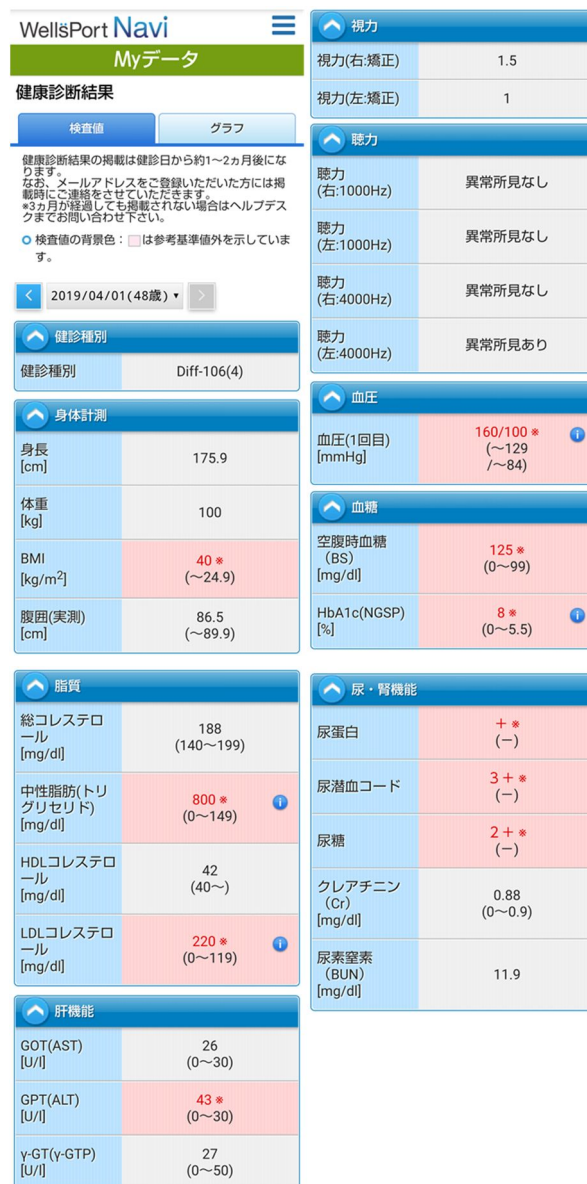 WellsPort Navi
Myデータ
健康診断結果
検査値
グラフ
健康診断結果の掲載は健診日から約1～2ヵ月後にな
ります。
なお、メールアドレスをご登録いただいた方には掲
載時にご連絡をさせていただきます。
※3ヵ月が経過しても掲載されない場合はヘルプデス
クまでお問い合わせ下さい。
検査値の背景色：は参考基準値外を示していま
す。
2019/04/01(48歳)
健診種別
健診種別 Diff-106(4)
身体計測
身長
[cm]
175.9
体重
[kg]
100
BMI
[kg/m2]
40 ※
(～24.9)
腹囲(実測)
[cm]
86.5
(～89.9)
脂質
総コレステロ
ール
[mg/dl]
188
(140～199)
中性脂肪(トリ
グリセリド)
[mg/dl]
800 ※
(0～149)
HDLコレステロ
ール
[mg/dl]
42
(40～)
LDLコレステロ
ール
[mg/dl]
220 ※
(0～119)
肝機能
GOT(AST)
[U/l]
26
(0～30)
GPT(ALT)
[U/l]
43 ※
(0～30)
γ-GT(γ-GTP)
[U/l]
27
(0～50)
視力
視力(右:矯正) 1.5
視力(左:矯正) 1
聴力
聴力
(右:1000Hz)
異常所見なし
聴力
(左:1000Hz)
異常所見なし
聴力
(右:4000Hz)
異常所見なし
聴力
(左:4000Hz)
異常所見あり
血圧
血圧(1回目)
[mmHg]
160/100 ※
(～129
/～84)
血糖
空腹時血糖
（BS）
[mg/dl]
125 ※
(0～99)
HbA1c(NGSP)
[%]
8 ※
(0～5.5)
尿・腎機能
尿蛋白
＋ ※
(－)
尿潜血コード
3＋ ※
(－)
尿糖
2＋ ※
(－)
クレアチニン
（Cr）
[mg/dl]
0.88
(0～0.9)
尿素窒素
（BUN）
[mg/dl]
11.9